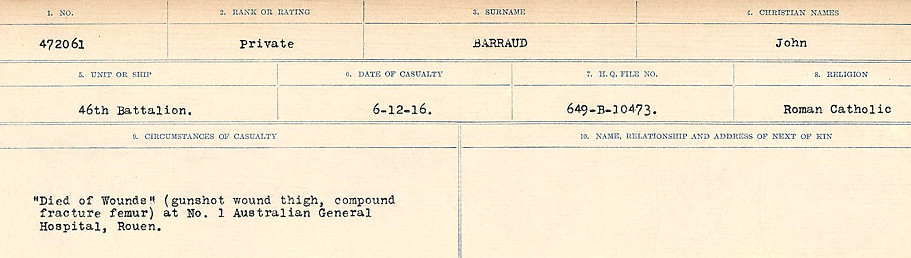 1. NO. 2. RANK OR RATING 3. SURNAME 4. CHRISTIAN NAMES
472061 Private BARRAUD John
5. UNIT OR SHIP 6. DATE OF CASUALTY 7. H. Q. FILE NO. 8. RELIGION
46th Battalion. 6-12-16. 649-B-10473. Roman Catholic
9. CIRCUMSTANCES OF CASUALTY 10. NAME, RELATIONSHIP AND ADDRESS OF NEXT OF KIN
"Died of Wounds" (gunshot wound thigh, compound
fracture femur) at No. 1 Australian General
Hospital, Rouen.